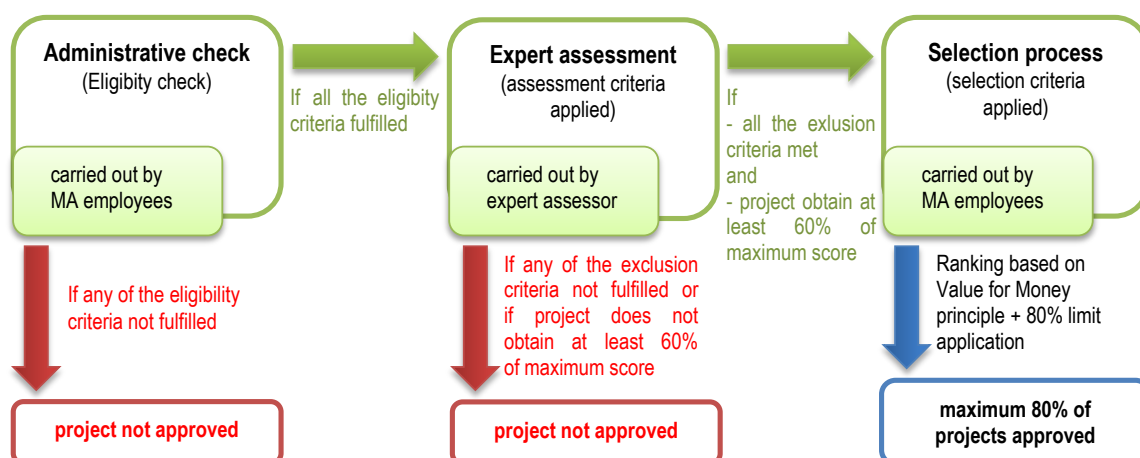 Administrative check
(Eligibity check)
carried out by
MA employees
If all the eligibity
criteria fulfilled
Expert assessment
(assessment criteria
applied)
carried out by
expert assessor
If
- all the exlusion
criteria met
and
- project obtain at
least 60% of
maximum score
Selection process
(selection criteria
applied)
carried out by
MA employees
If any of the eligibility
criteria not fulfilled
If any of the exclusion
criteria not fulfilled or
if project does not
obtain at least 60%
of maximum score
Ranking based on
Value for Money
principle + 80% limit
application
project not approved
project not approved
maximum 80% of
projects approved